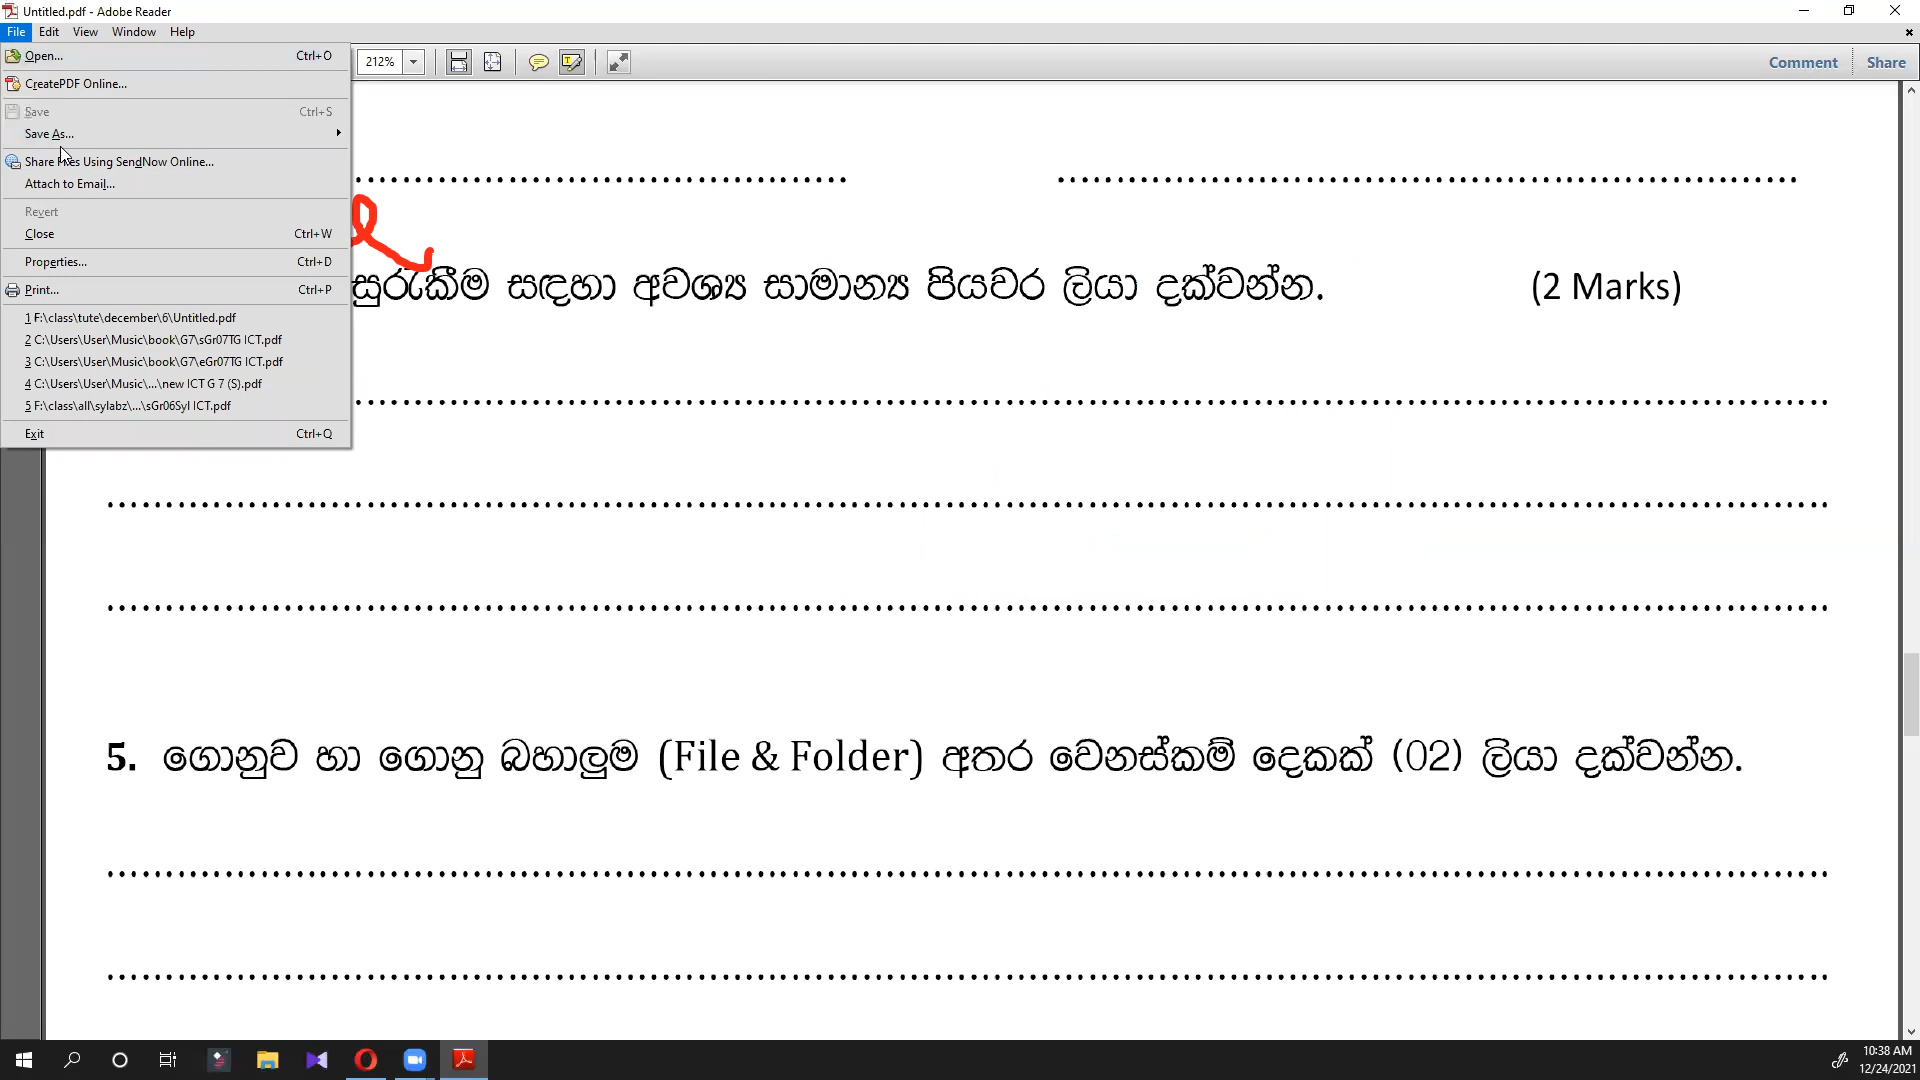 Untitled.pdf - Adobe Reader
File Edit View Window Help
Open... Ctrl+O
CreatePDF Online...
Save Ctrl+S
Save As...
Share Files Using SendNow Online...
Attach to Email...
Revert
Close Ctrl+W
Properties... Ctrl+D
Print... Ctrl+P
1 F:\class\tute\december\6\Untitled.pdf
2 C:\Users\User\Music\book\G7\sGr07TG ICT.pdf
3 C:\Users\User\Music\book\G7\eGr07TG ICT.pdf
4 C:\Users\User\Music\...\new ICT G 7 (S).pdf
5 F:\class\all\sylabz\...\sGr06Syl ICT.pdf
Exit Ctrl+Q
212%
Comment Share
සුරැකීම සඳහා අවශ්‍ය සාමාන්‍ය පියවර ලියා දක්වන්න. (2 Marks)
5. ගොනුව හා ගොනු බහාලුම (File & Folder) අතර වෙනස්කම් දෙකක් (02) ලියා දක්වන්න.
10:38 AM
12/24/2021